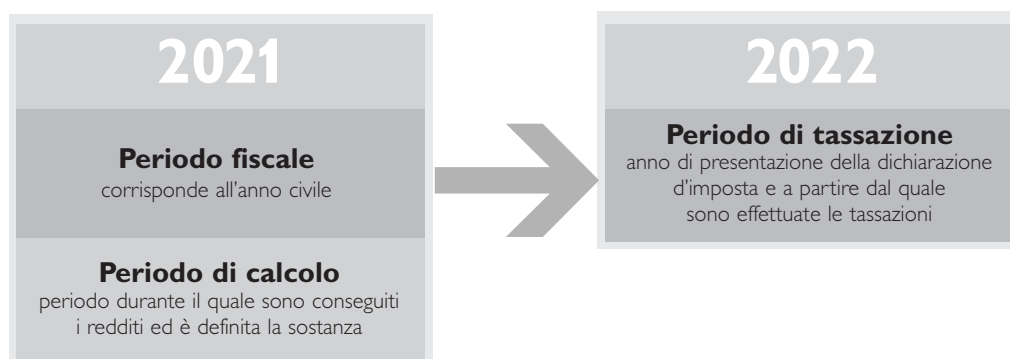 2021
Periodo fiscale
corrisponde all'anno civile
Periodo di calcolo
periodo durante il quale sono conseguiti
i redditi ed è definita la sostanza
2022
Periodo di tassazione
anno di presentazione della dichiarazione
d'imposta e a partire dal quale
sono effettuate le tassazioni